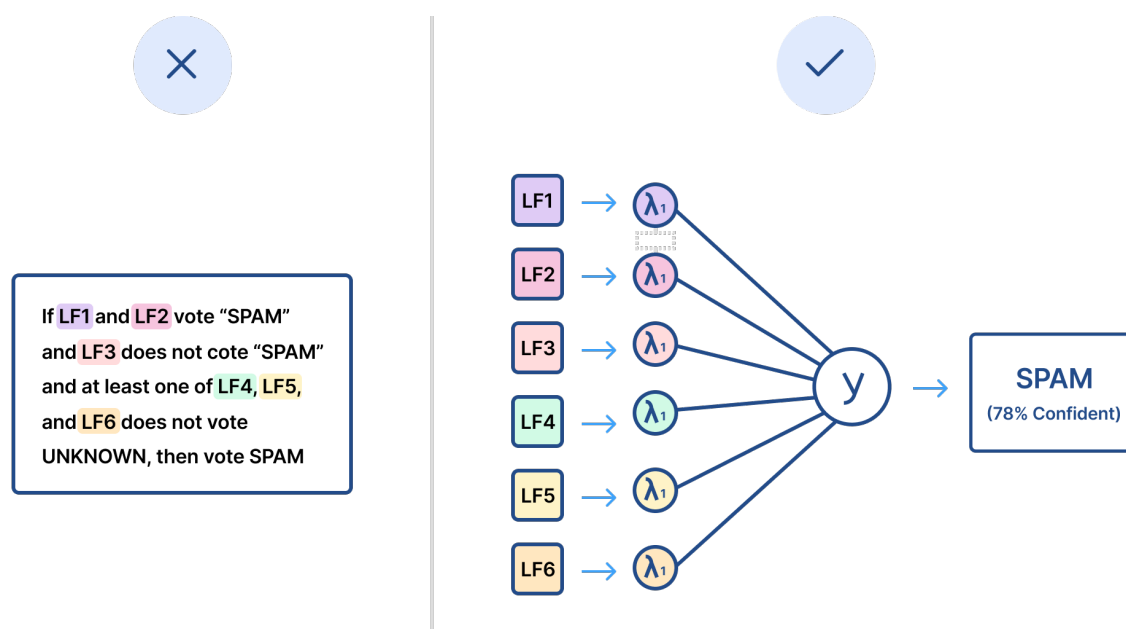 If LF1 and LF2 vote “SPAM”
and LF3 does not cote “SPAM”
and at least one of LF4, LF5,
and LF6 does not vote
UNKNOWN, then vote SPAM
LF1
λ1
LF2
λ1
LF3
λ1
LF4
λ1
LF5
λ1
LF6
λ1
y
SPAM
(78% Confident)